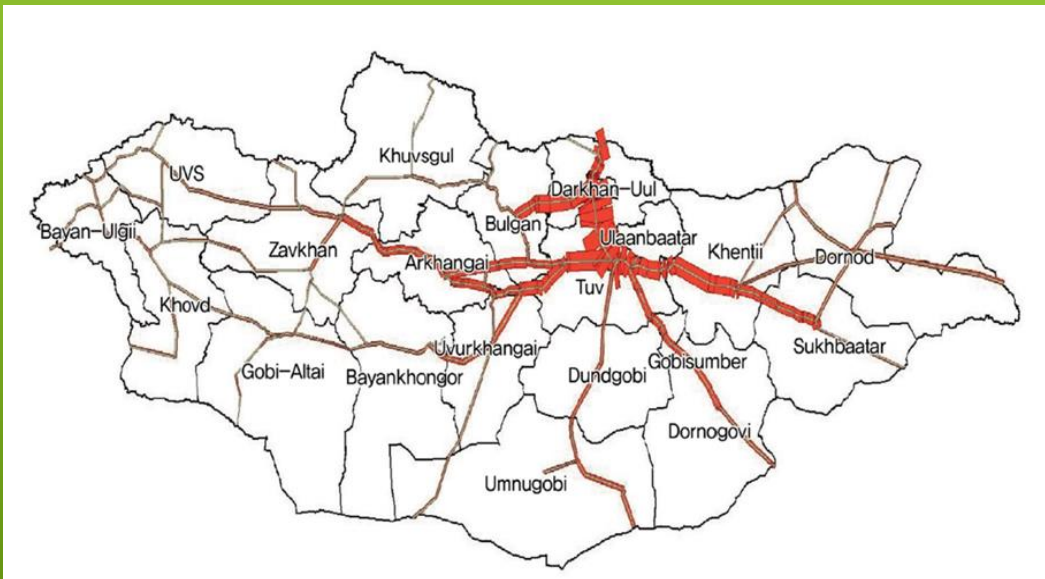 Khuvsgul
UVS
Darkhan-Uul
Bulgan
Bayan-Ulgii
Ulaanbaatar
Zavkhan
Khentii
Arkhangai
Dornod
Tuv
Khovd
Uvurkhangai
Sukhbaatar
Gobisumber
Gobi-Altai
Bayankhongor
Dundgobi
Dornogovi
Umnugobi